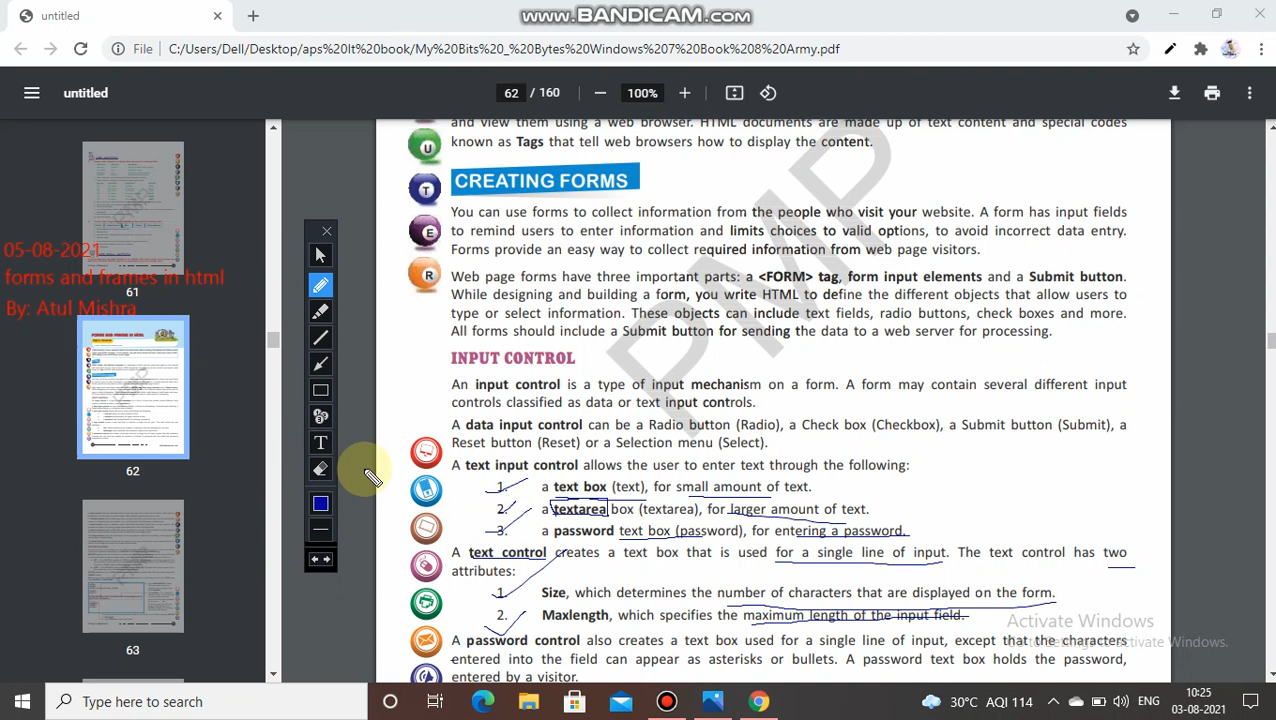 untitled
www.BANDICAM.com
File C:/Users/Dell/Desktop/aps%20It%20book/My%20Bits%20_%20Bytes%20Windows%207%20Book%208%20Army.pdf
untitled
62 / 160
100%
and view them using a web browser. HTML documents are made up of text content and special codes
known as Tags that tell web browsers how to display the content.
CREATING FORMS
You can use forms to collect information from the people who visit your website. A form has input fields
to remind users to enter information and limits choices to valid options, to avoid incorrect data entry.
Forms are an easy way to collect required information from web page visitors.
Web page forms have three important parts: a <FORM> tag, form input elements and a Submit button.
While designing and building a form, you write HTML to define the different objects that allow users to
type or collect information. These objects can include text fields, radio buttons, check boxes and more.
All forms should include a Submit button for sending the data to a web server for processing.
INPUT CONTROL
An input control is a type of input mechanism on a form. A form may contain several different input
controls classified as data or text input controls.
A data input control can be a Radio button (Radio), a Check box (Checkbox), a Submit button (Submit), a
Reset button (Reset) or a Selection menu (Select).
A text input control allows the user to enter text through the following:
1. a text box (text), for small amount of text.
2. textarea box (textarea), for larger amount of text.
3. password text box (password), for entering a password.
A text control creates a text box that is used for a single line of input. The text control has two
attributes:
1. Size, which determines the number of characters that are displayed on the form.
2. Maxlength, which specifies the maximum length of the input field.
A password control also creates a text box used for a single line of input, except that the characters
entered into the field can appear as asterisks or bullets. A password text box holds the password,
entered by a visitor.
U
T
E
R
05-08-2021
forms and frames in html
By: Atul Mishra
61
62
63
T
Activate Windows
Go to Settings to activate Windows.
Type here to search
30°C AQI 114
ENG
10:25
03-08-2021